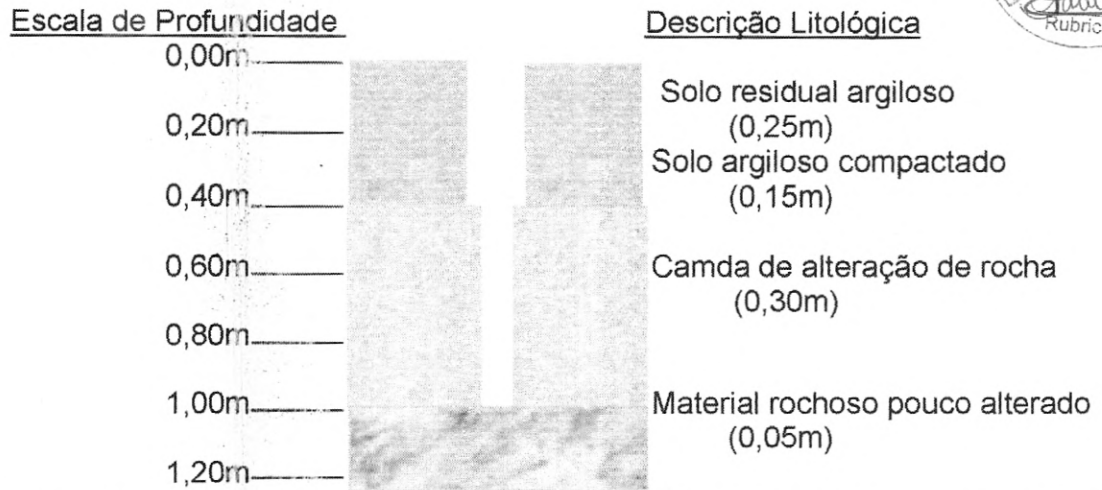 Escala de Profundidade
Descrição Litológica
Rubric
0,00m
Solo residual argiloso
(0,25m)
0,20m
Solo argiloso compactado
(0,15m)
0,40m
0,60m
Camda de alteração de rocha
(0,30m)
0,80m
1,00m
Material rochoso pouco alterado
(0,05m)
1,20m